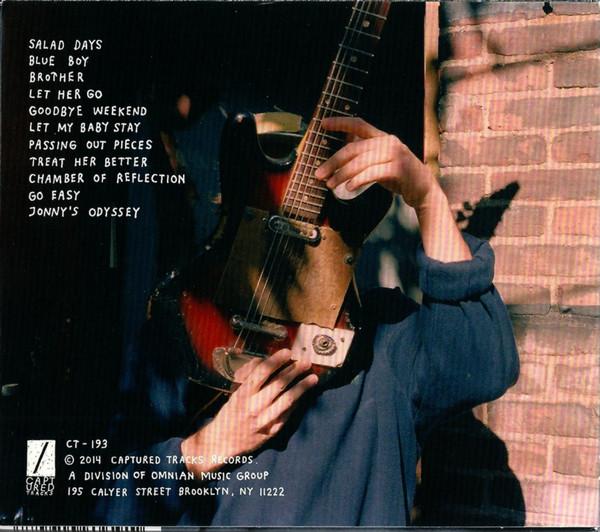 SALAD DAYS
BLUE BOY
BROTHER
LET HER GO
GOODBYE WEEKEND
LET MY BABY STAY
PASSING OUT PIECES
TREAT HER BETTER
CHAMBER OF REFLECTION
GO EASY
JONNY'S ODYSSEY
CT-193
© 2014 CAPTURED TRACKS RECORDS.
A DIVISION OF OMNIAN MUSIC GROUP
195 CALYER STREET BROOKLYN, NY 11222
CAPT
URED
TRACKS